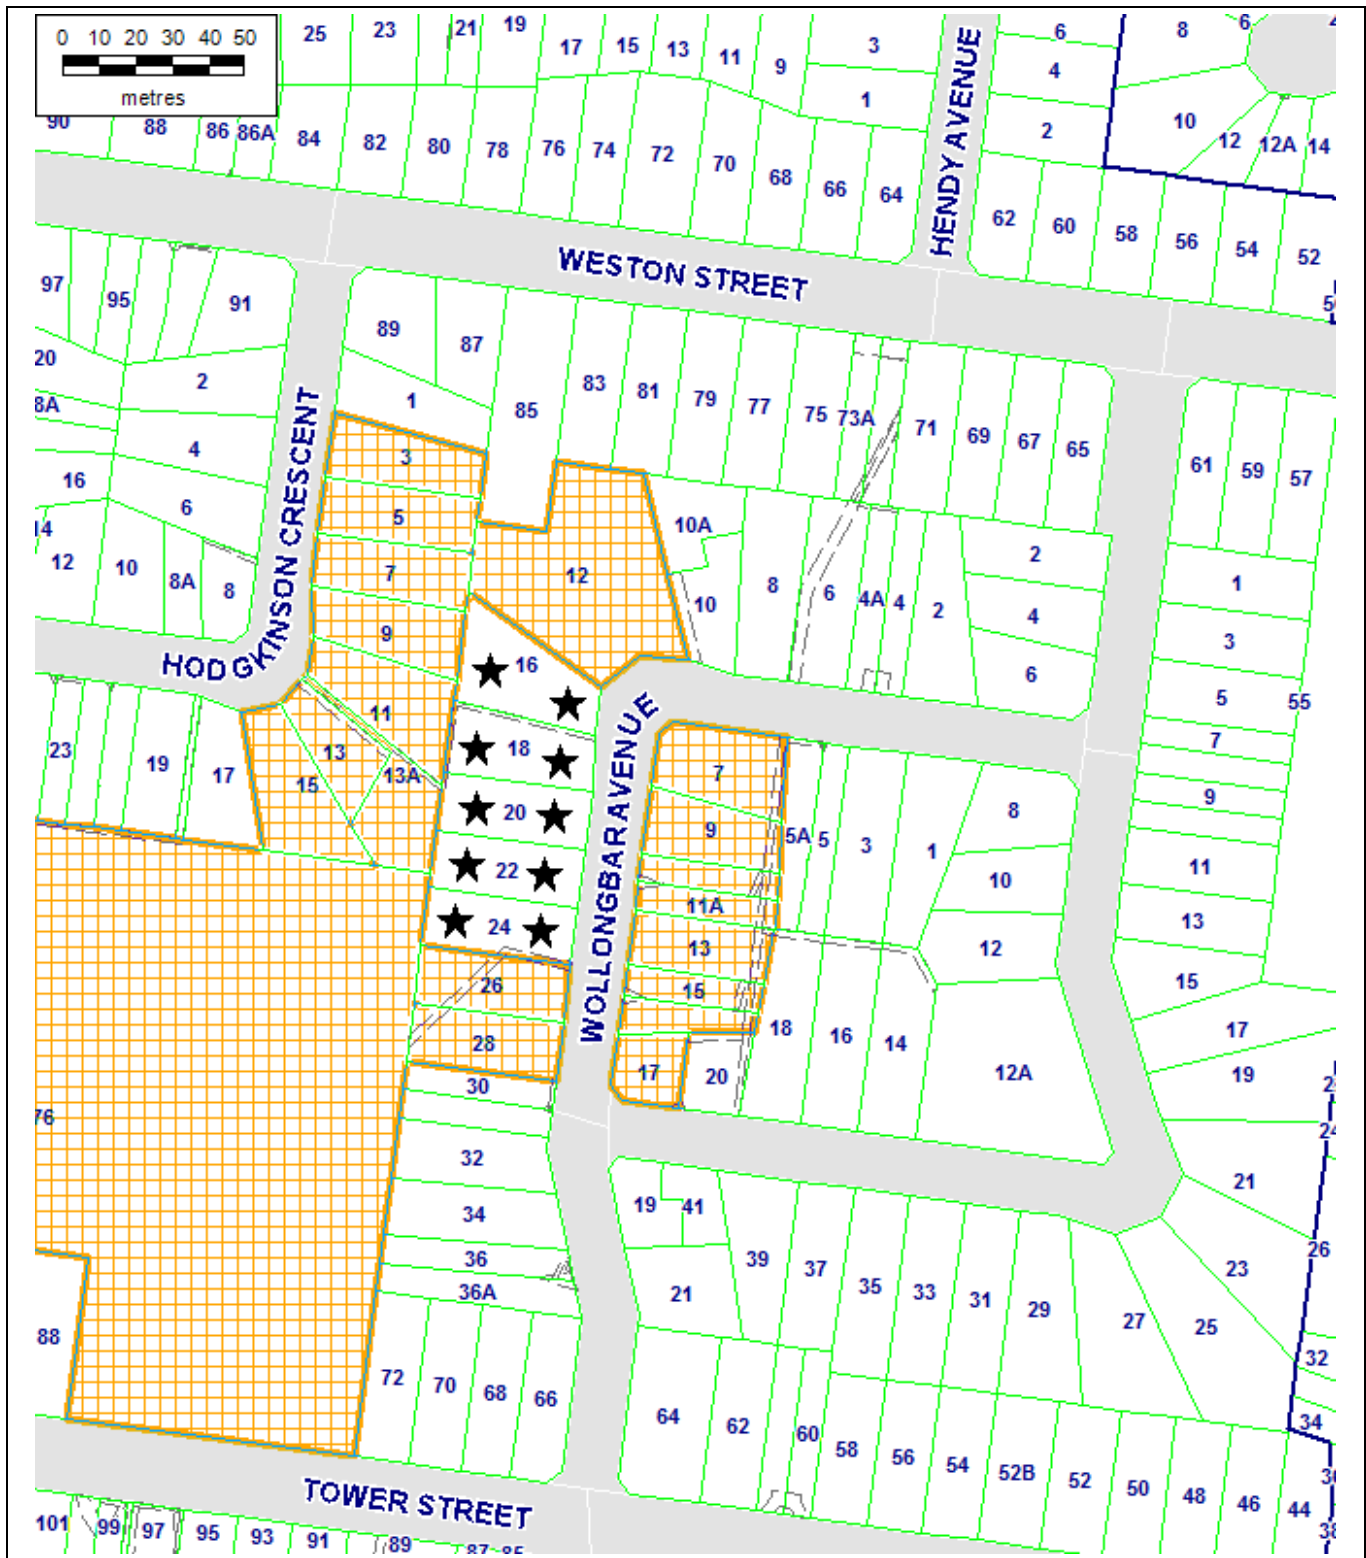 0 10 20 30 40 50
metres
25 23 21 19 17 15 13 11 9 3 1
6 4 2
8 6
10 12 12A 14
90 88 86 86A 84 82 80 78 76 74 72 70 68 66 64
HENDY AVENUE
62 60 58 56 54 52
WESTON STREET
97 95 91 89 87 85 83 81 79 77 75 73A 71 69 67 65 61 59 57
20 2 1
8A 4 3
16 6 5
14 12 10 8A 8 7 9 11
HODGKINSON CRESCENT
12 10A 10 8 6 4A 4 2
2 4 6
1 3 5 55 7 9 11 13 15 17 19 21 23 25 27
16 18 20 22 24 26 28 30 32 34 36 36A
23 19 17 15 13 13A
WOLLONGBAR AVENUE
7 9 11A 13 15 17 20
5A 5 3 1 8 10 12
18 16 14 12A
76
88
19 41 39 37 35 33 31 29
21
24
26
32
34
72 70 68 66 64 62 60 58 56 54 52B 52 50 48 46 44
TOWER STREET
101 99 97 95 93 91 89 87 85